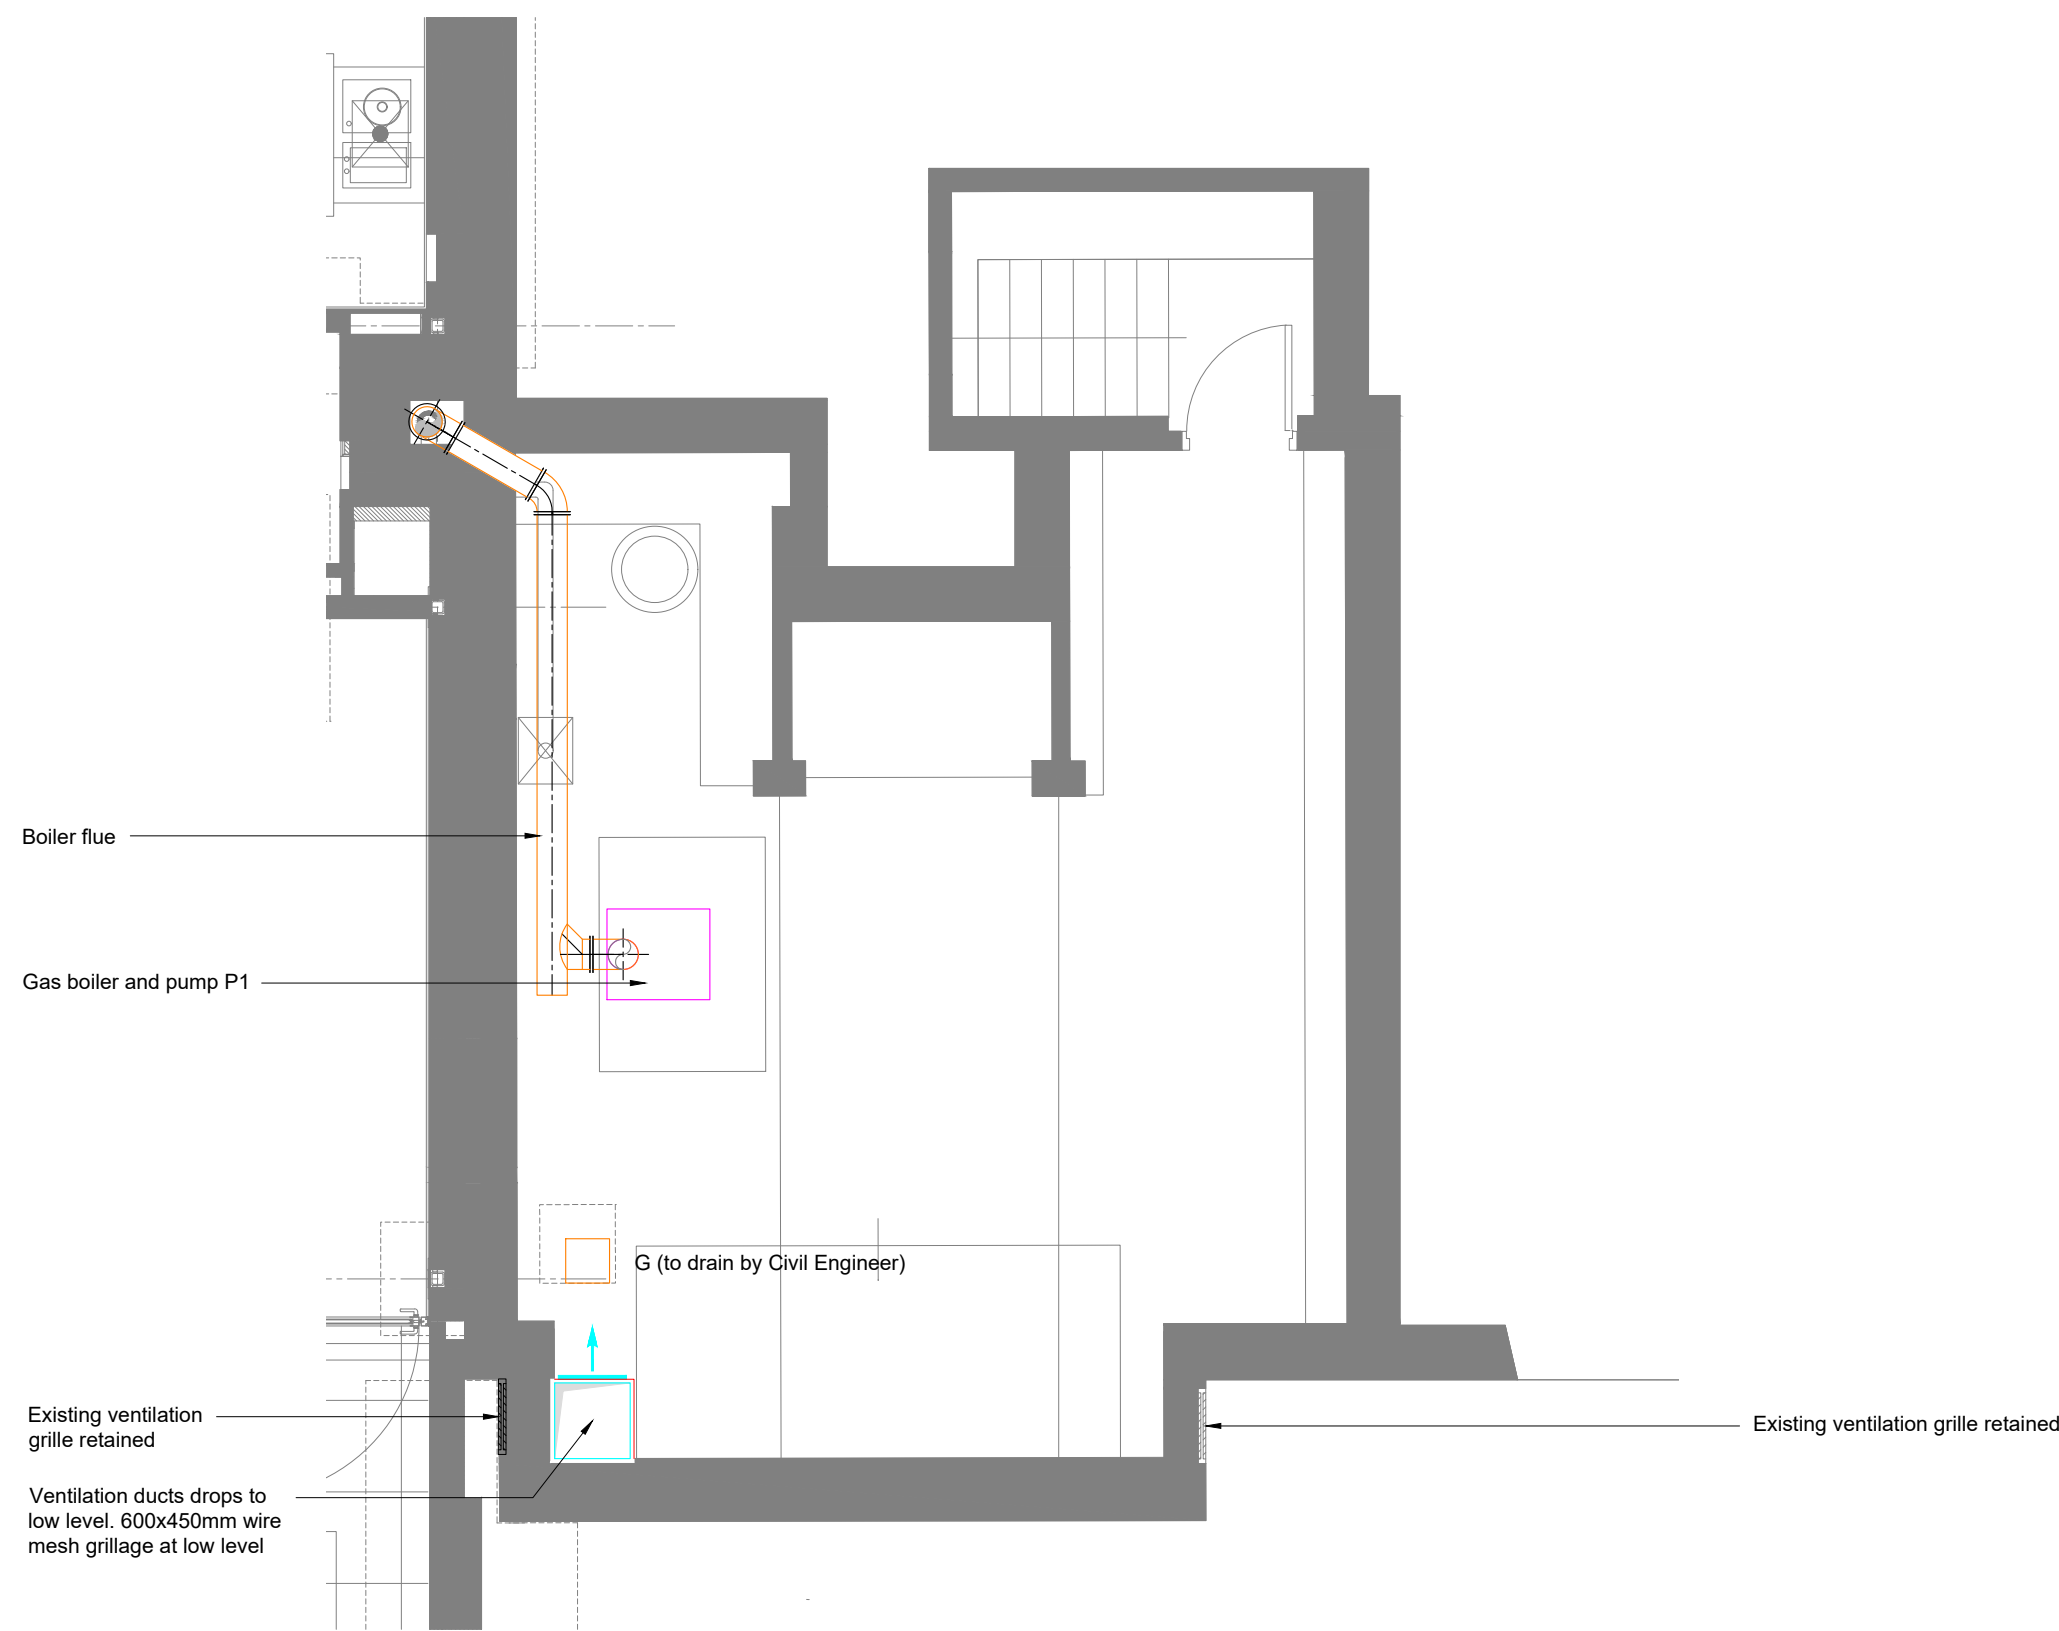 Boiler flue
Gas boiler and pump P1
G (to drain by Civil Engineer)
Existing ventilation
grille retained
Existing ventilation grille retained
Ventilation ducts drops to
low level. 600x450mm wire
mesh grillage at low level